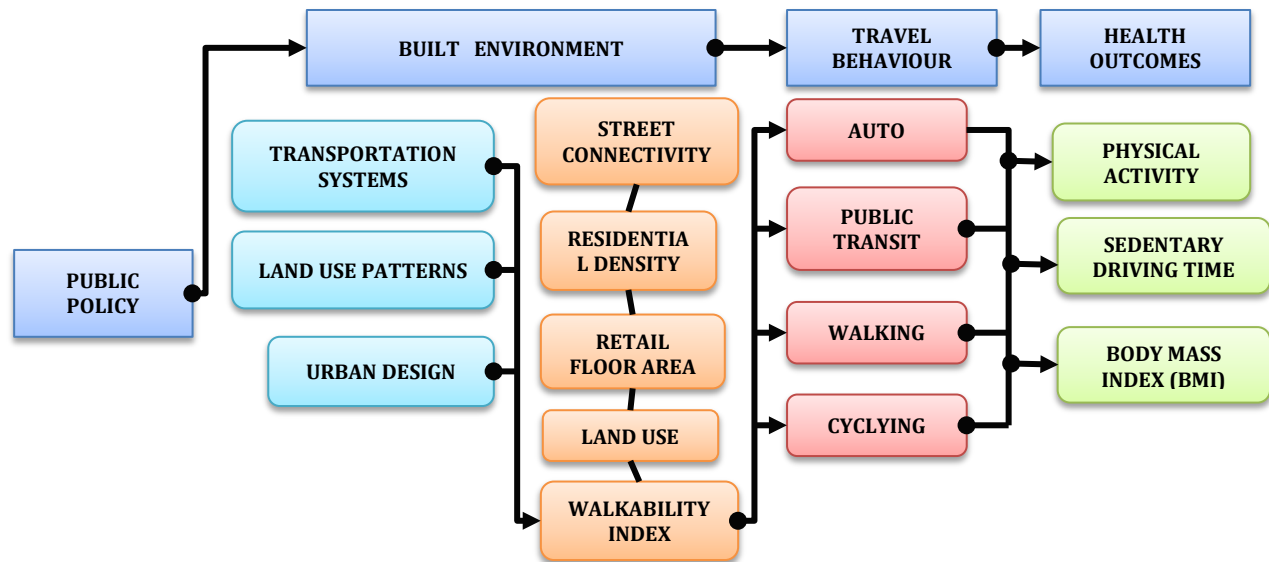 BUILT ENVIRONMENT
TRAVEL
BEHAVIOUR
HEALTH
OUTCOMES
PUBLIC
POLICY
TRANSPORTATION
SYSTEMS
LAND USE PATTERNS
URBAN DESIGN
STREET
CONNECTIVITY
RESIDENTIA
L DENSITY
RETAIL
FLOOR AREA
LAND USE
WALKABILITY
INDEX
AUTO
PUBLIC
TRANSIT
WALKING
CYCLYING
PHYSICAL
ACTIVITY
SEDENTARY
DRIVING TIME
BODY MASS
INDEX (BMI)